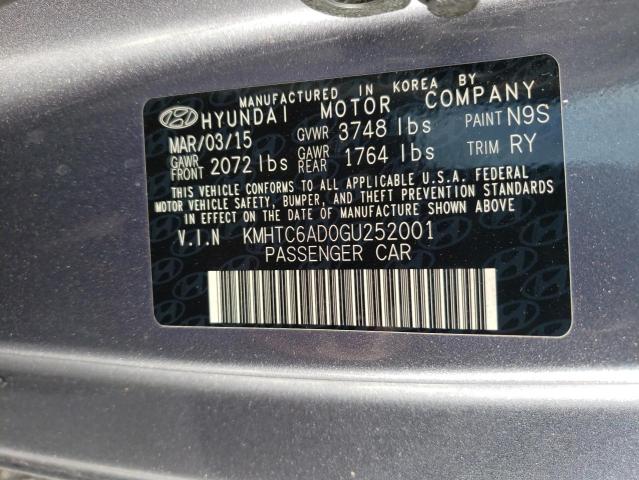 MANUFACTURED IN KOREA BY
HYUNDAI MOTOR COMPANY
MAR/03/15 GVWR 3748 lbs PAINT N9S
GAWR FRONT 2072 lbs GAWR REAR 1764 lbs TRIM RY
THIS VEHICLE CONFORMS TO ALL APPLICABLE U.S.A. FEDERAL
MOTOR VEHICLE SAFETY, BUMPER, AND THEFT PREVENTION STANDARDS
IN EFFECT ON THE DATE OF MANUFACTURE SHOWN ABOVE
V.I.N KMHTC6AD0GU252001
PASSENGER CAR